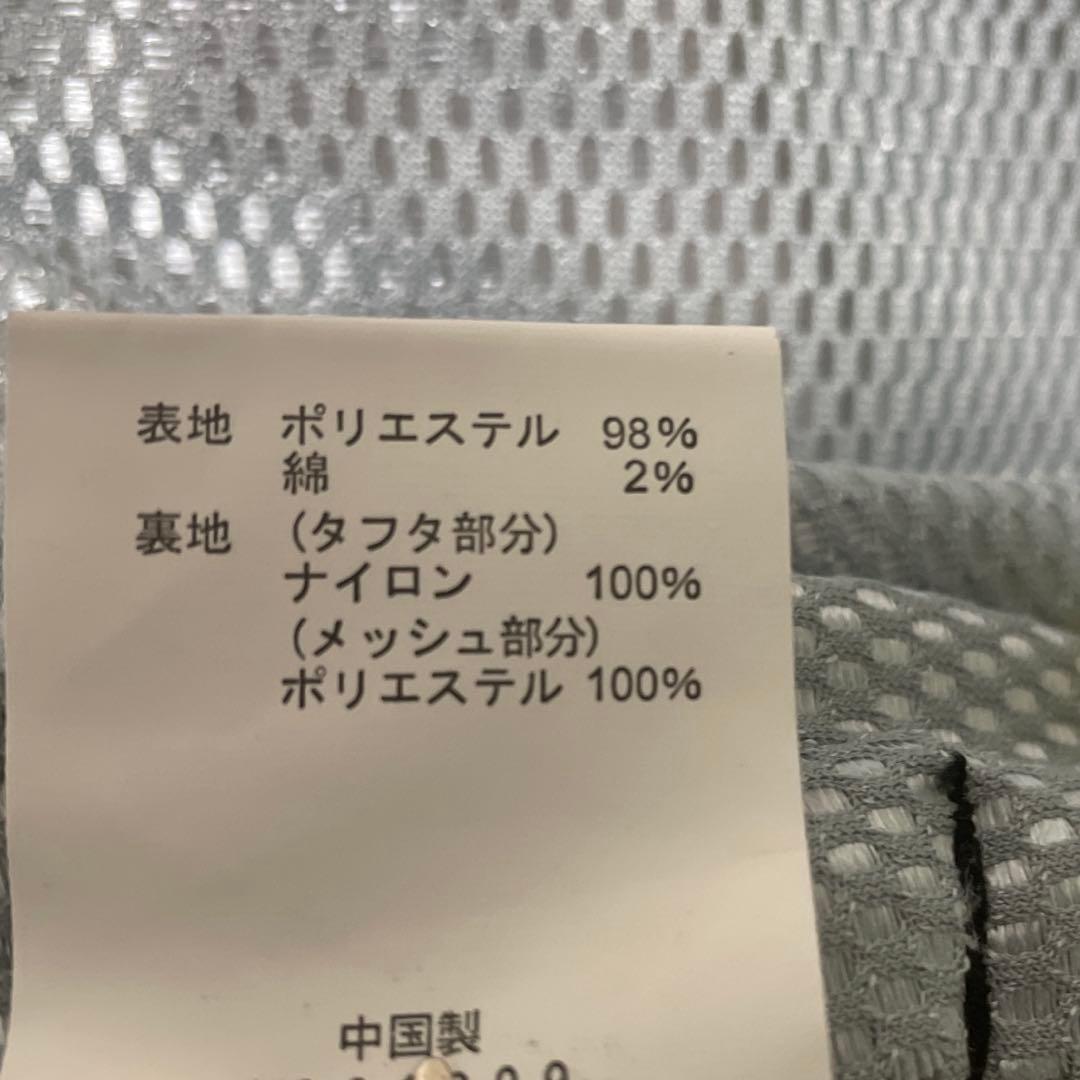 表地 ポリエステル 98%
綿 2%
裏地 (タフタ部分)
ナイロン 100%
(メッシュ部分)
ポリエステル 100%
中国製